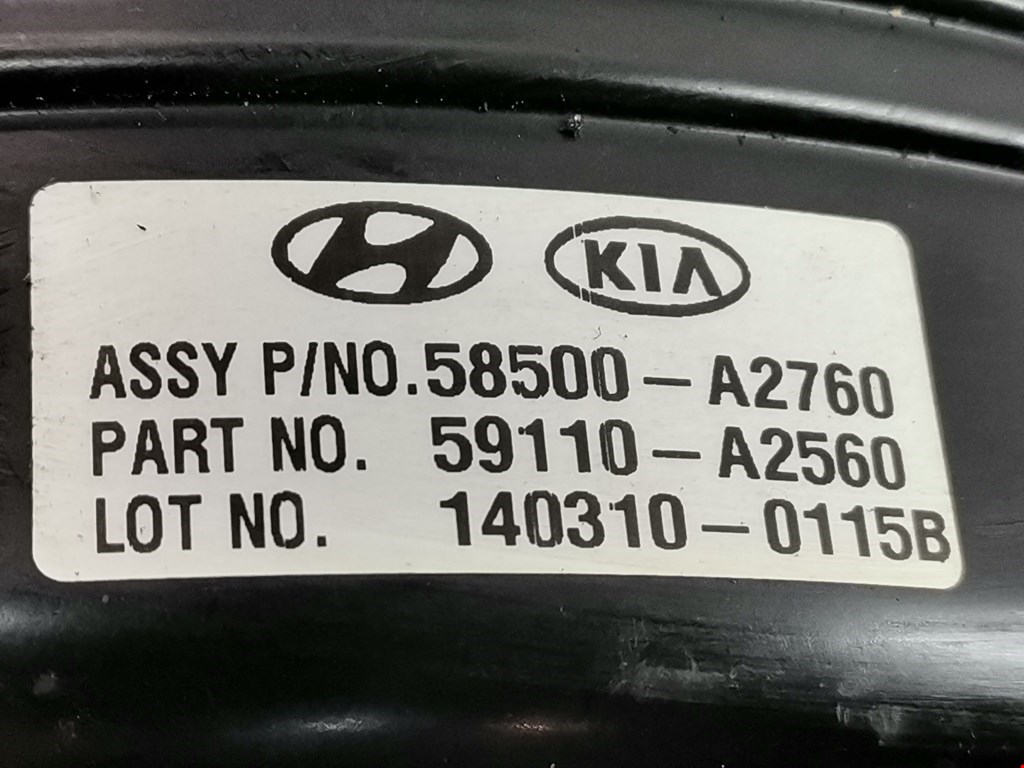 KIA
ASSY P/NO.58500-A2760
PART NO. 59110-A2560
LOT NO. 140310-0115B